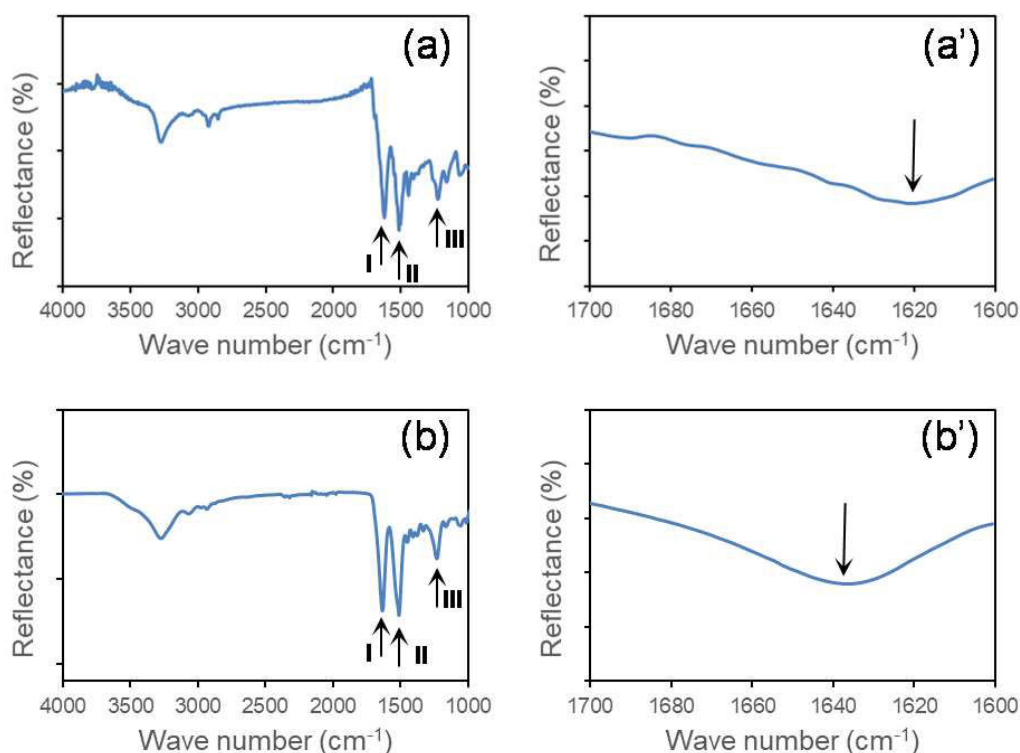 (a)
Reflectance (%)
I
II
III
4000 3500 3000 2500 2000 1500 1000
Wave number (cm⁻¹)
(a’)
Reflectance (%)
1700 1680 1660 1640 1620 1600
Wave number (cm⁻¹)
(b)
Reflectance (%)
I
II
III
4000 3500 3000 2500 2000 1500 1000
Wave number (cm⁻¹)
(b’)
Reflectance (%)
1700 1680 1660 1640 1620 1600
Wave number (cm⁻¹)